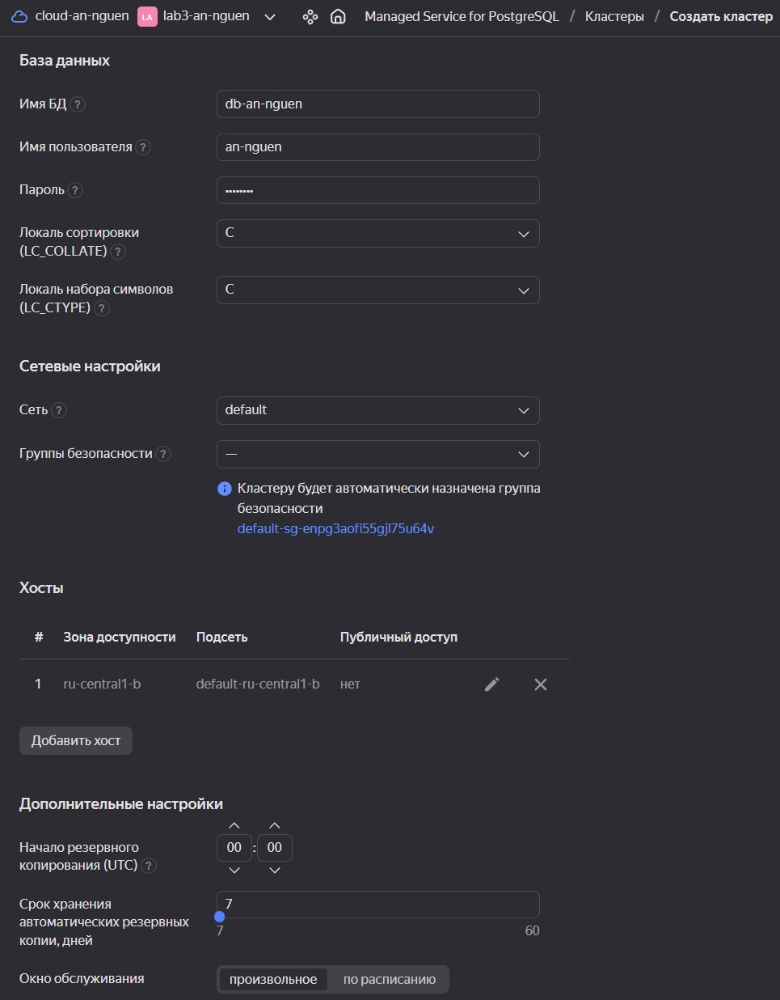 cloud-an-nguen LA lab3-an-nguen Managed Service for PostgreSQL / Кластеры / Создать кластер
База данных
Имя БД ? db-an-nguen
Имя пользователя ? an-nguen
Пароль ? ••••••••
Локаль сортировки
(LC_COLLATE) ? C
Локаль набора символов
(LC_CTYPE) ? C
Сетевые настройки
Сеть ? default
Группы безопасности ? —
Кластеру будет автоматически назначена группа
безопасности
default-sg-enpg3aofi55gjl75u64v
Хосты
# Зона доступности Подсеть Публичный доступ
1 ru-central1-b default-ru-central1-b нет
Добавить хост
Дополнительные настройки
Начало резервного
копирования (UTC) ? 00 : 00
Срок хранения
автоматических резервных
копии, дней
7
7 60
Окно обслуживания произвольное по расписанию